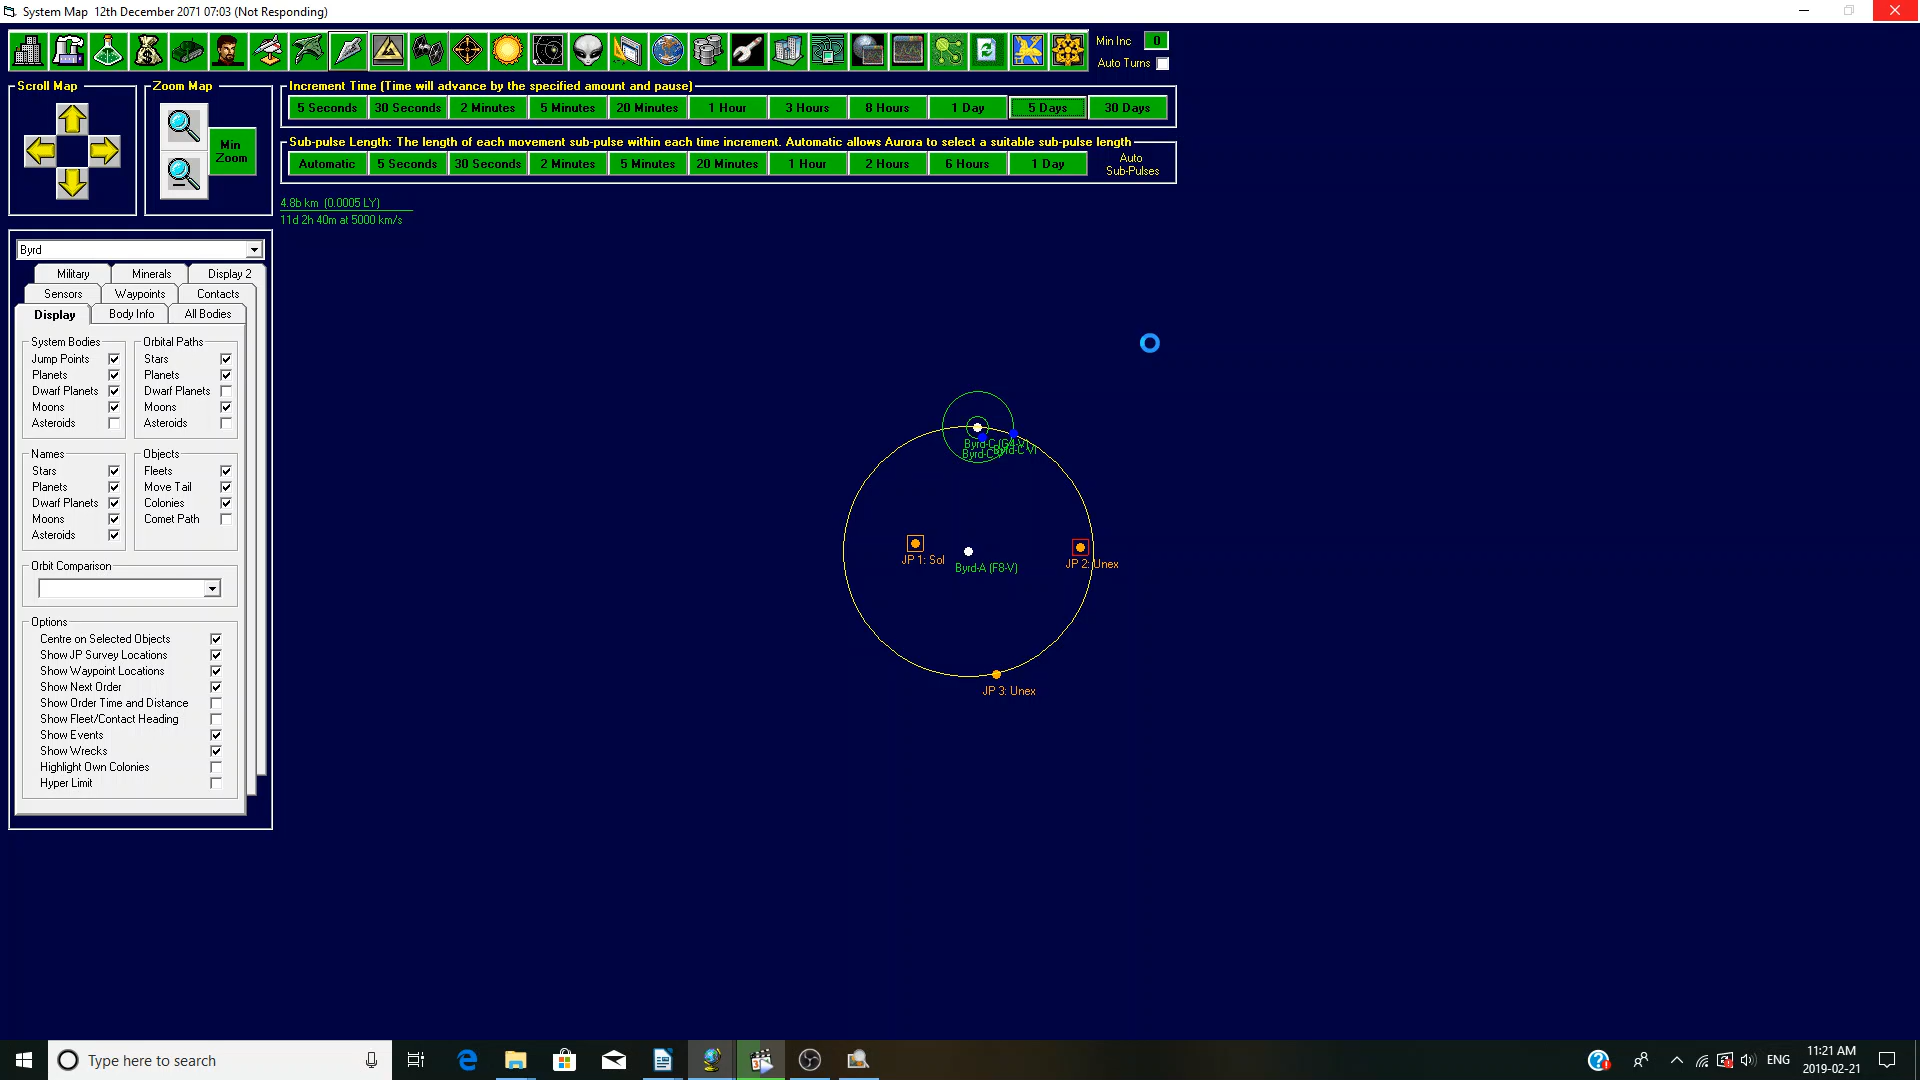 System Map 12th December 2071 07:03 (Not Responding)
Min Inc 0
Auto Turns
Scroll Map
Zoom Map
Min Zoom
Increment Time (Time will advance by the specified amount and pause)
5 Seconds 30 Seconds 2 Minutes 5 Minutes 20 Minutes 1 Hour 3 Hours 8 Hours 1 Day 5 Days 30 Days
Sub-pulse Length: The length of each movement sub-pulse within each time increment. Automatic allows Aurora to select a suitable sub-pulse length
Automatic 5 Seconds 30 Seconds 2 Minutes 5 Minutes 20 Minutes 1 Hour 2 Hours 6 Hours 1 Day
Auto
Sub-Pulses
4.8b km (0.0005 LY)
11d 2h 40m at 5000 km/s
Byrd
Military Minerals Display 2
Sensors Waypoints Contacts
Display Body Info All Bodies
System Bodies
Jump Points
Planets
Dwarf Planets
Moons
Asteroids
Orbital Paths
Stars
Planets
Dwarf Planets
Moons
Asteroids
Names
Stars
Planets
Dwarf Planets
Moons
Asteroids
Objects
Fleets
Move Tail
Colonies
Comet Path
Orbit Comparison
Options
Centre on Selected Objects
Show JP Survey Locations
Show Waypoint Locations
Show Next Order
Show Order Time and Distance
Show Fleet/Contact Heading
Show Events
Show Wrecks
Highlight Own Colonies
Hyper Limit
Byrd-C (G4-V)
Byrd-C VI
JP 1: Sol
Byrd-A (F8-V)
JP 2: Unex
JP 3: Unex
Type here to search
ENG
11:21 AM
2019-02-21